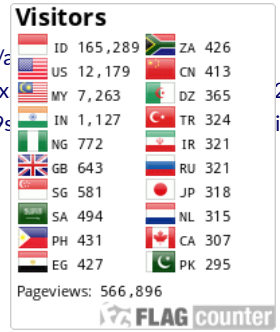 Visitors
ID 165,289 ZA 426
US 12,179 CN 413
MY 7,263 DZ 365
IN 1,127 TR 324
NG 772 IR 321
GB 643 RU 321
SG 581 JP 318
SA 494 NL 315
PH 431 CA 307
EG 427 PK 295
Pageviews: 566,896
FLAG counter